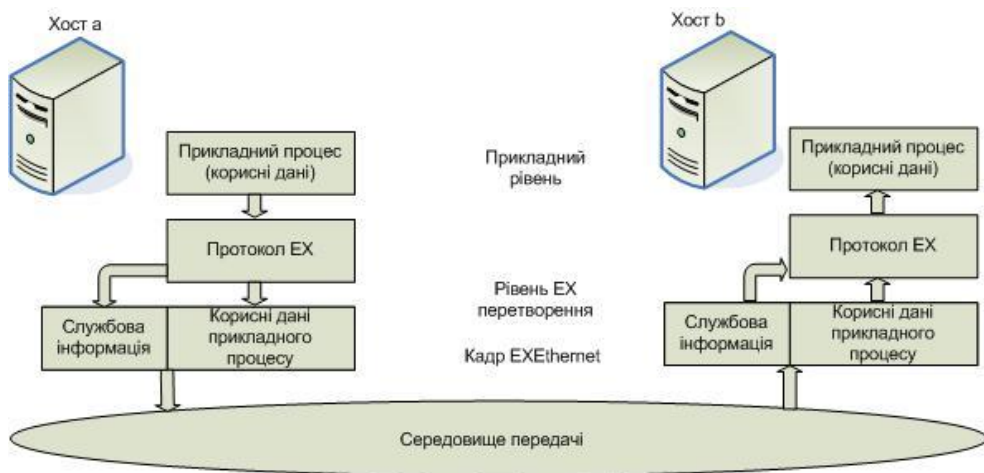 Хост a
Хост b
Прикладний процес
(корисні дані)
Прикладний
рівень
Прикладний процес
(корисні дані)
Протокол EX
Протокол EX
Рівень EX
перетворення
Службова
інформація
Корисні дані
прикладного
процесу
Кадр EXEthernet
Службова
інформація
Корисні дані
прикладного
процесу
Середовище передачі